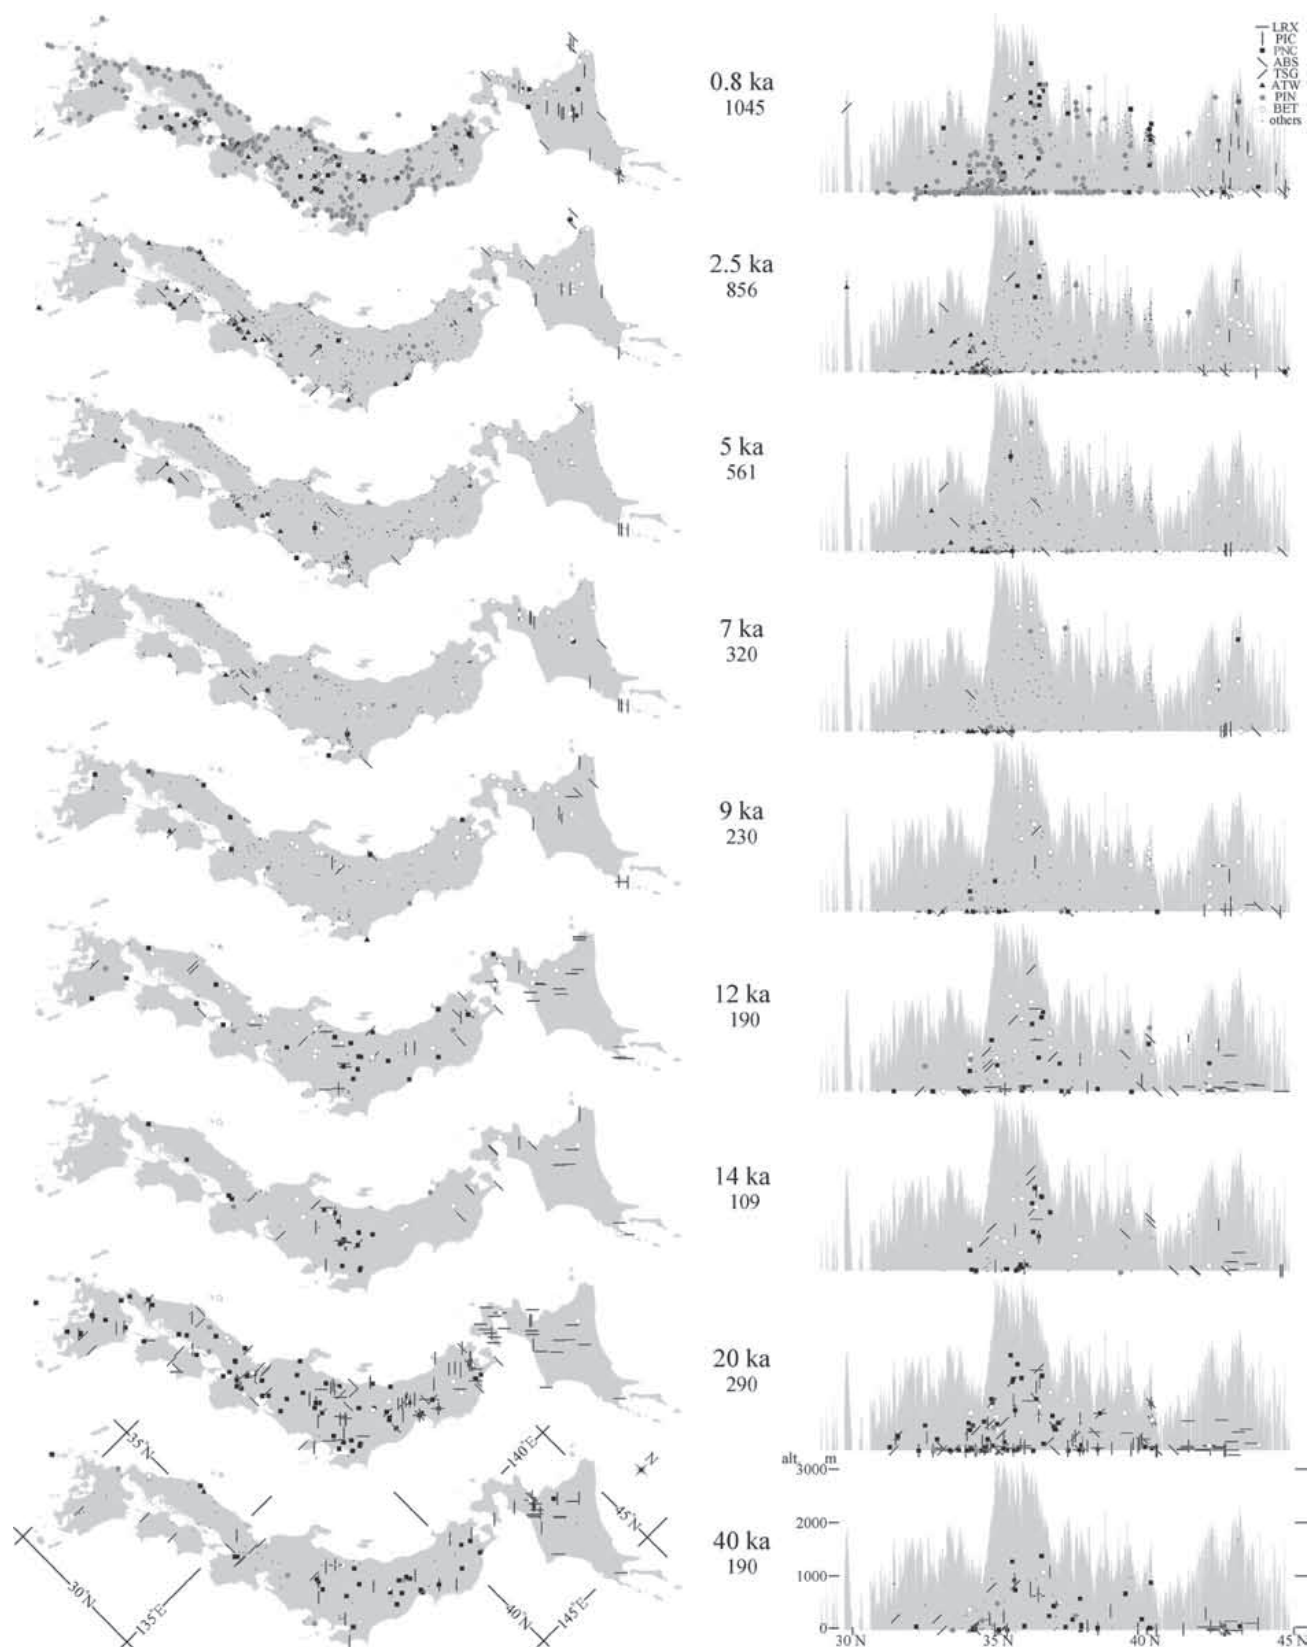 LRX
PIC
PNC
ABS
TSG
ATW
PIN
BET
others
0.8 ka
1045
2.5 ka
856
5 ka
561
7 ka
320
9 ka
230
12 ka
190
14 ka
109
20 ka
290
40 ka
190
35°N
140°E
N
45°N
30°N
135°E
40°N
145°E
alt. m
3000
2000
1000
0
30 N
35 N
40 N
45 N